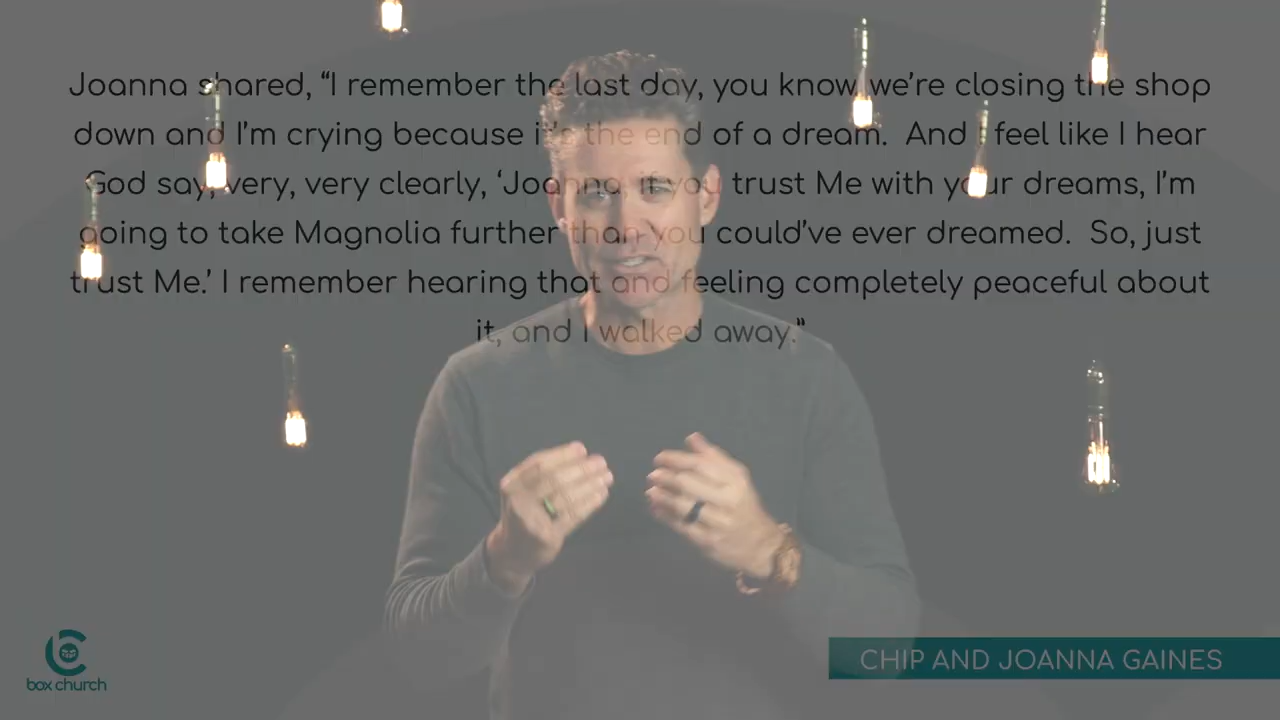 Joanna shared, “I remember the last day, you know we’re closing the shop
down and I’m crying because it’s the end of a dream. And I feel like I hear
God say, very, very clearly, ‘Joanna if you trust Me with your dreams, I’m
going to take Magnolia further than you could’ve ever dreamed. So, just
trust Me.’ I remember hearing that and feeling completely peaceful about
it, and I walked away.”
CHIP AND JOANNA GAINES
box church